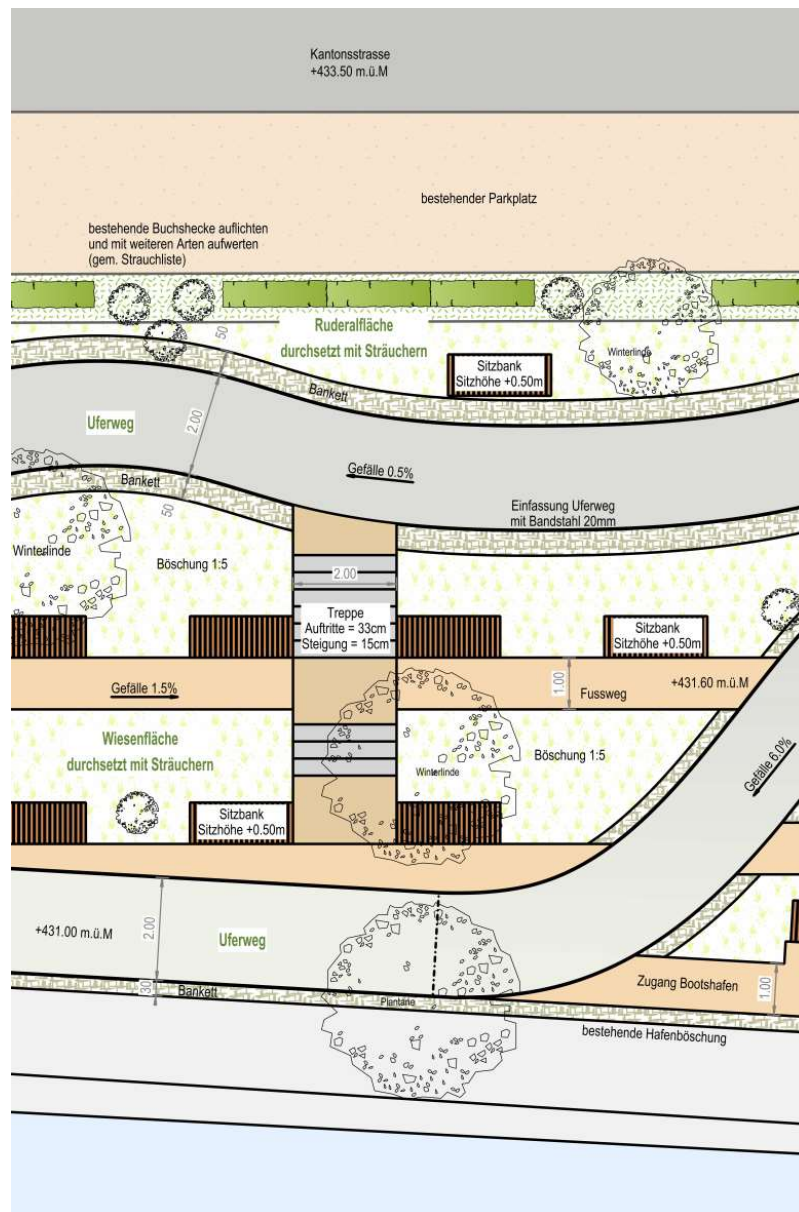 Kantonsstrasse
+433.50 m.ü.M
bestehender Parkplatz
bestehende Buchshecke auflichten
und mit weiteren Arten aufwerten
(gem. Strauchliste)
Ruderalfläche
durchsetzt mit Sträuchern
50
Winterlinde
Sitzbank
Sitzhöhe +0.50m
Bankett
Uferweg
2.00
Gefälle 0.5%
Bankett
50
Einfassung Uferweg
mit Bandstahl 20mm
Winterlinde
Böschung 1:5
2.00
Treppe
Auftritte = 33cm
Steigung = 15cm
Sitzbank
Sitzhöhe +0.50m
Gefälle 1.5%
1.00
Fussweg
+431.60 m.ü.M
Wiesenfläche
durchsetzt mit Sträuchern
Böschung 1:5
Winterlinde
Gefälle 6.0%
Sitzbank
Sitzhöhe +0.50m
+431.00 m.ü.M
2.00
Uferweg
Zugang Bootshafen
1.00
30
Bankett
Plantane
bestehende Hafenböschung